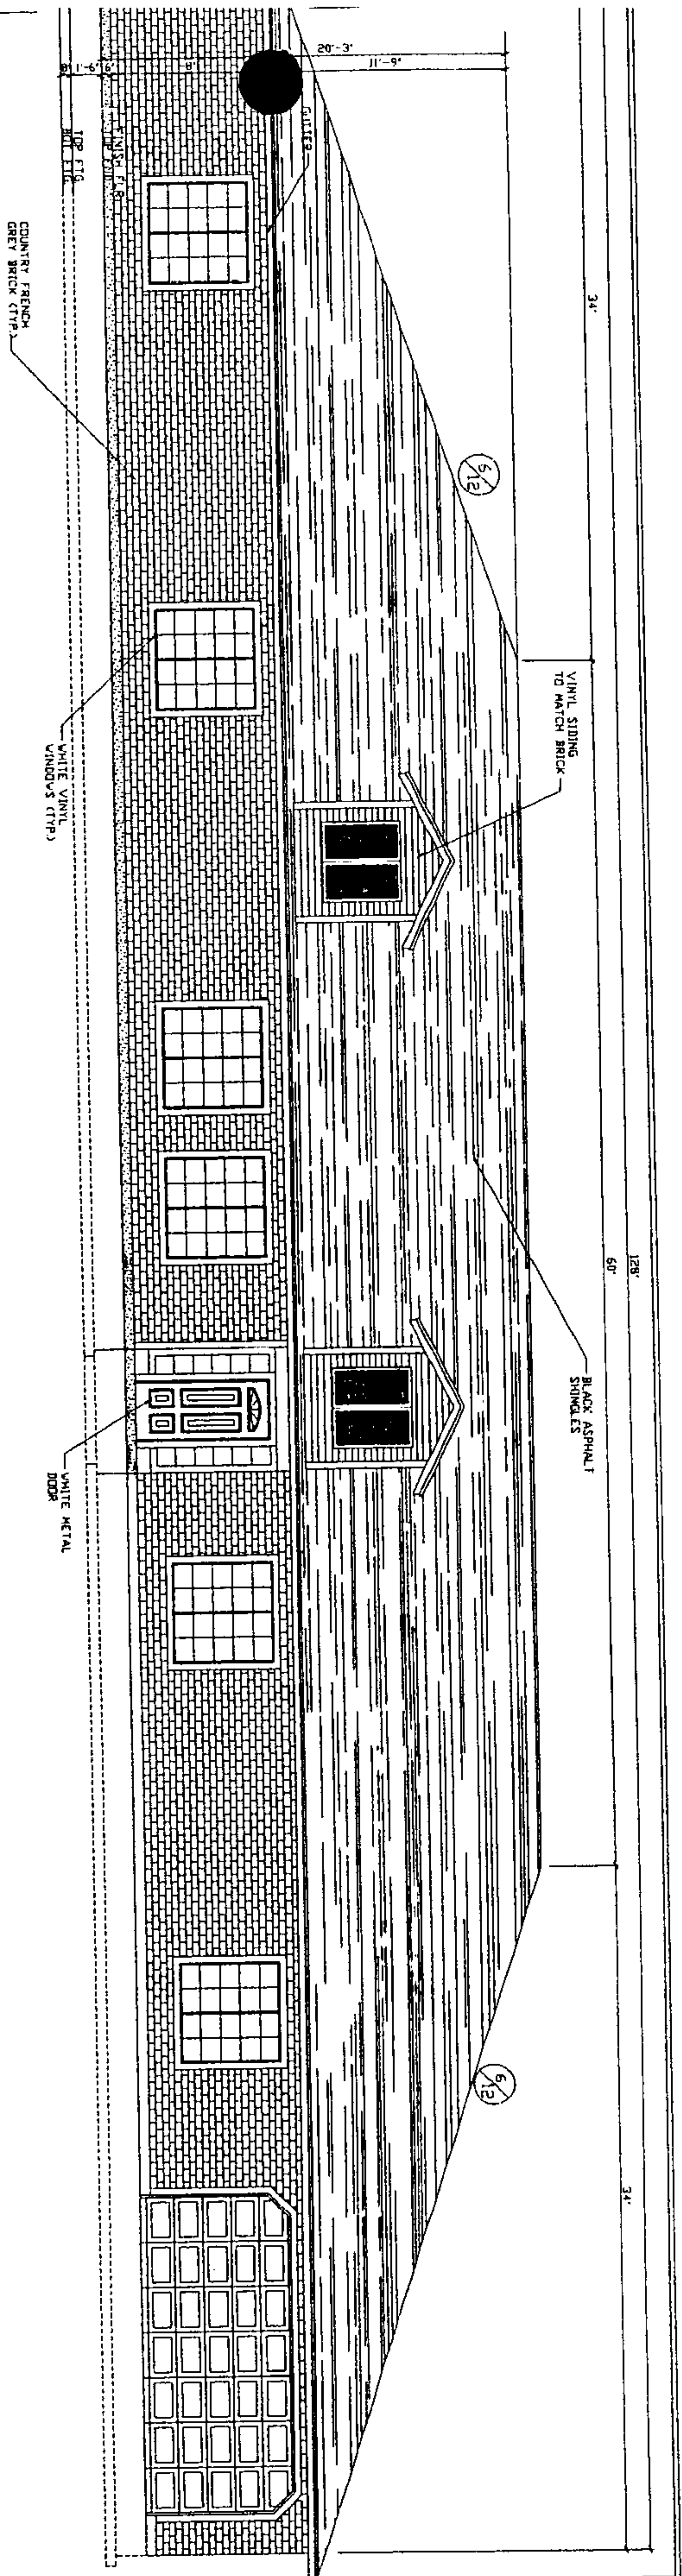 128'
34'
60'
34'
20'-3"
11'-9"
8'
6"
1'-6"
8"
5
12
6
12
VINYL SIDING
TO MATCH BRICK
BLACK ASPHALT
SHINGLES
GUTTER
FINISH FLR
TOP FTG
BOT FTG
COUNTRY FRENCH
GREY BRICK (TYP.)
WHITE VINYL
WINDOWS (TYP.)
WHITE METAL
DOOR